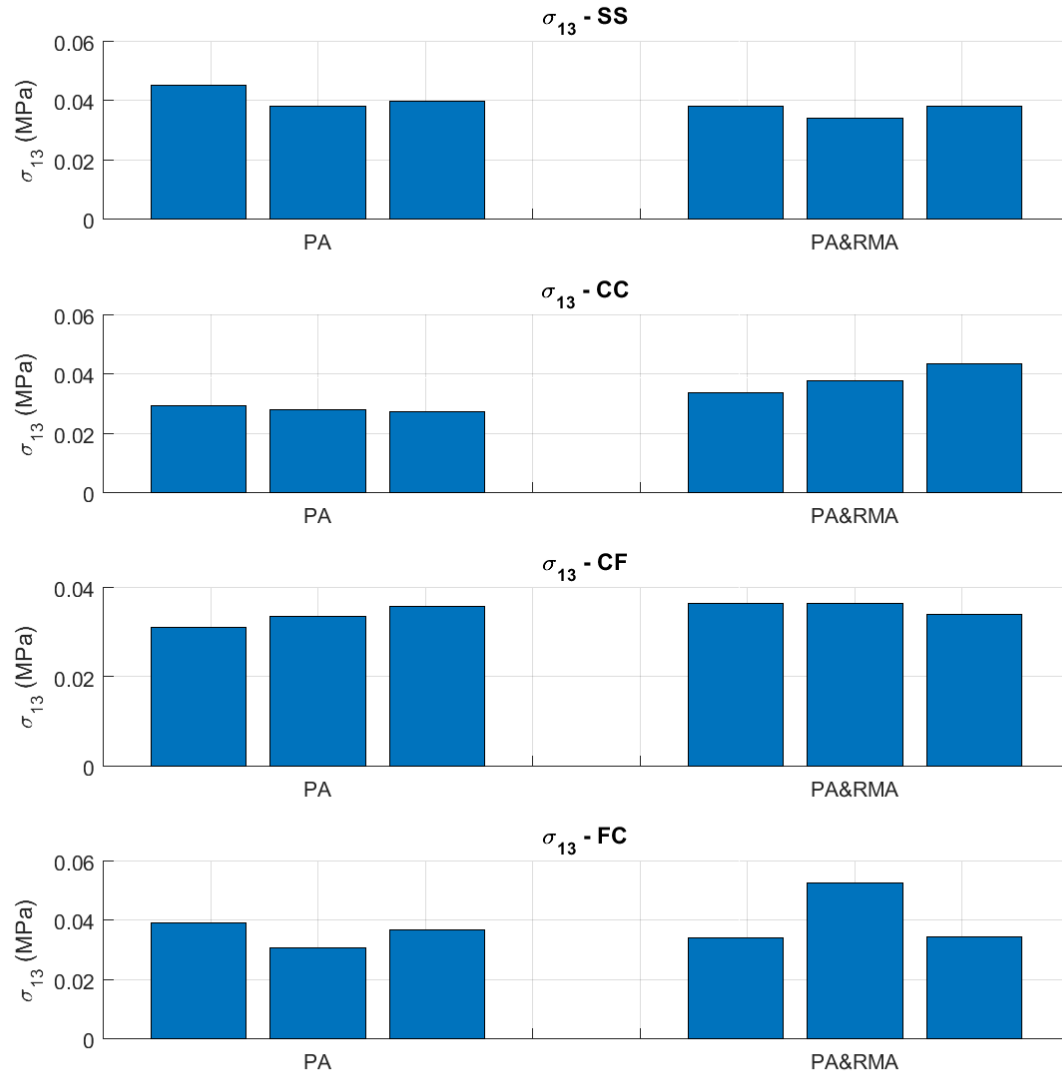 σ13 - SS
0.06
0.04
0.02
0
σ13 (MPa)
PA PA&RMA
σ13 - CC
0.06
0.04
0.02
0
σ13 (MPa)
PA PA&RMA
σ13 - CF
0.04
0.02
0
σ13 (MPa)
PA PA&RMA
σ13 - FC
0.06
0.04
0.02
0
σ13 (MPa)
PA PA&RMA